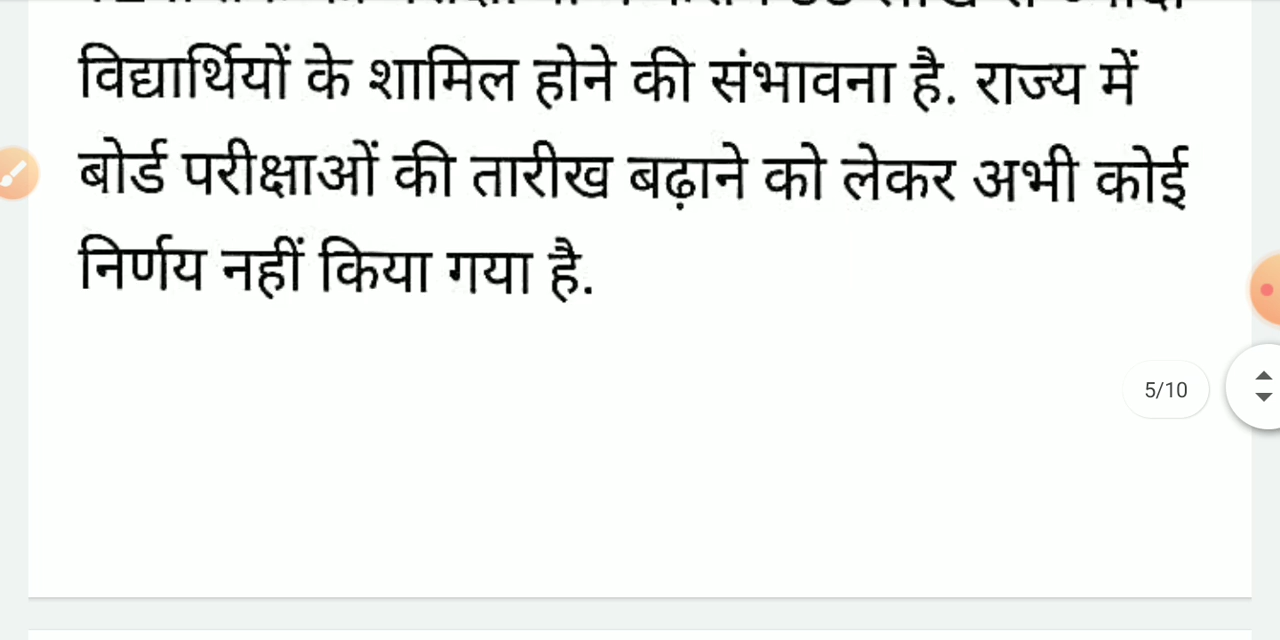 विद्यार्थियों के शामिल होने की संभावना है. राज्य में
बोर्ड परीक्षाओं की तारीख बढ़ाने को लेकर अभी कोई
निर्णय नहीं किया गया है.
5/10